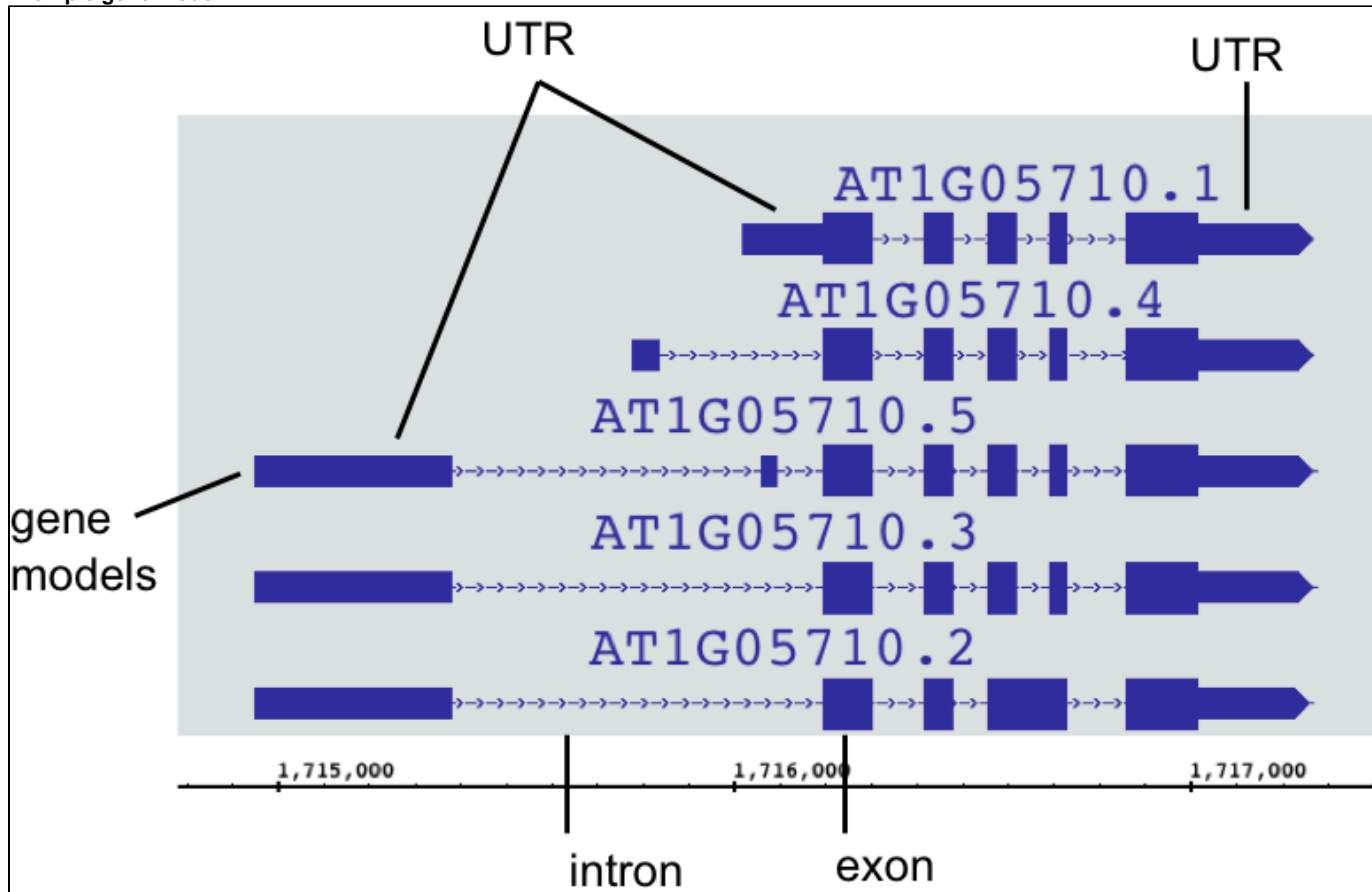 UTR
UTR
AT1G05710.1
AT1G05710.4
AT1G05710.5
gene
models
AT1G05710.3
AT1G05710.2
1,715,000 1,716,000 1,717,000
intron exon